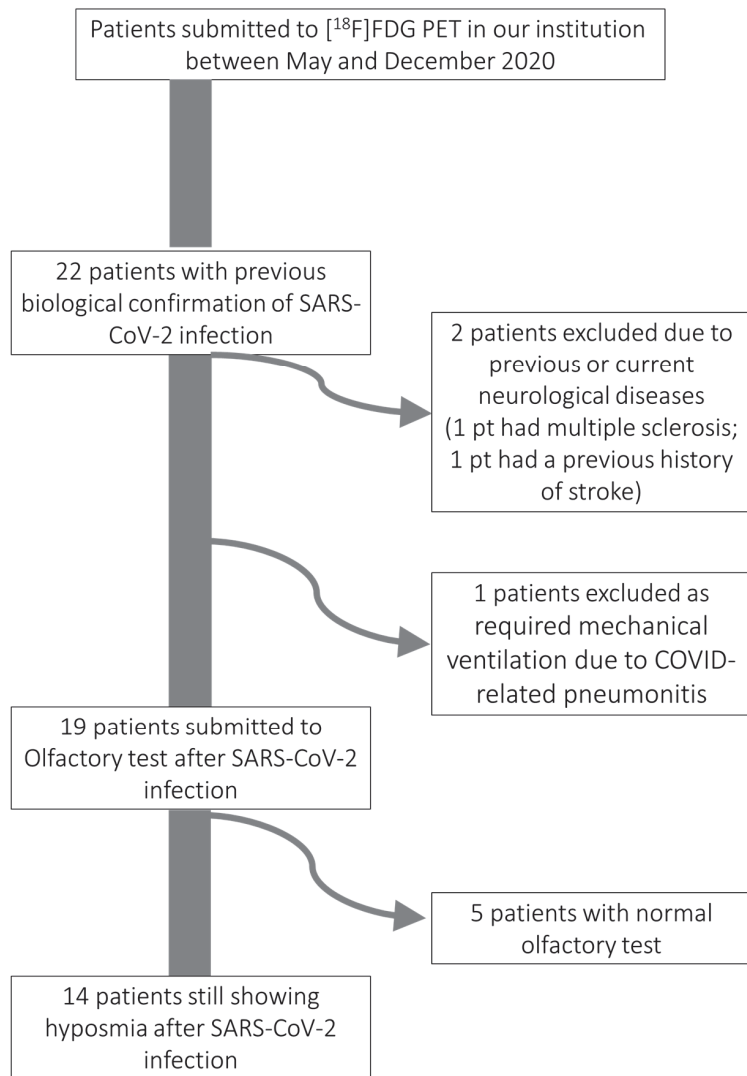 Patients submitted to [¹⁸F]FDG PET in our institution
between May and December 2020
22 patients with previous
biological confirmation of SARS-
CoV-2 infection
2 patients excluded due to
previous or current
neurological diseases
(1 pt had multiple sclerosis;
1 pt had a previous history
of stroke)
1 patients excluded as
required mechanical
ventilation due to COVID-
related pneumonitis
19 patients submitted to
Olfactory test after SARS-CoV-2
infection
5 patients with normal
olfactory test
14 patients still showing
hyposmia after SARS-CoV-2
infection